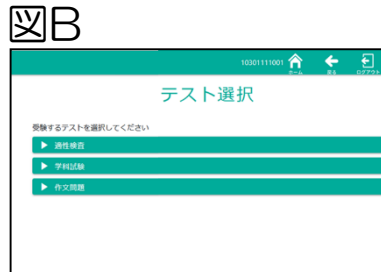 図B
10301111001
ホーム 戻る ログアウト
テスト選択
受験するテストを選択してください
▶ 適性検査
▶ 学科試験
▶ 作文問題